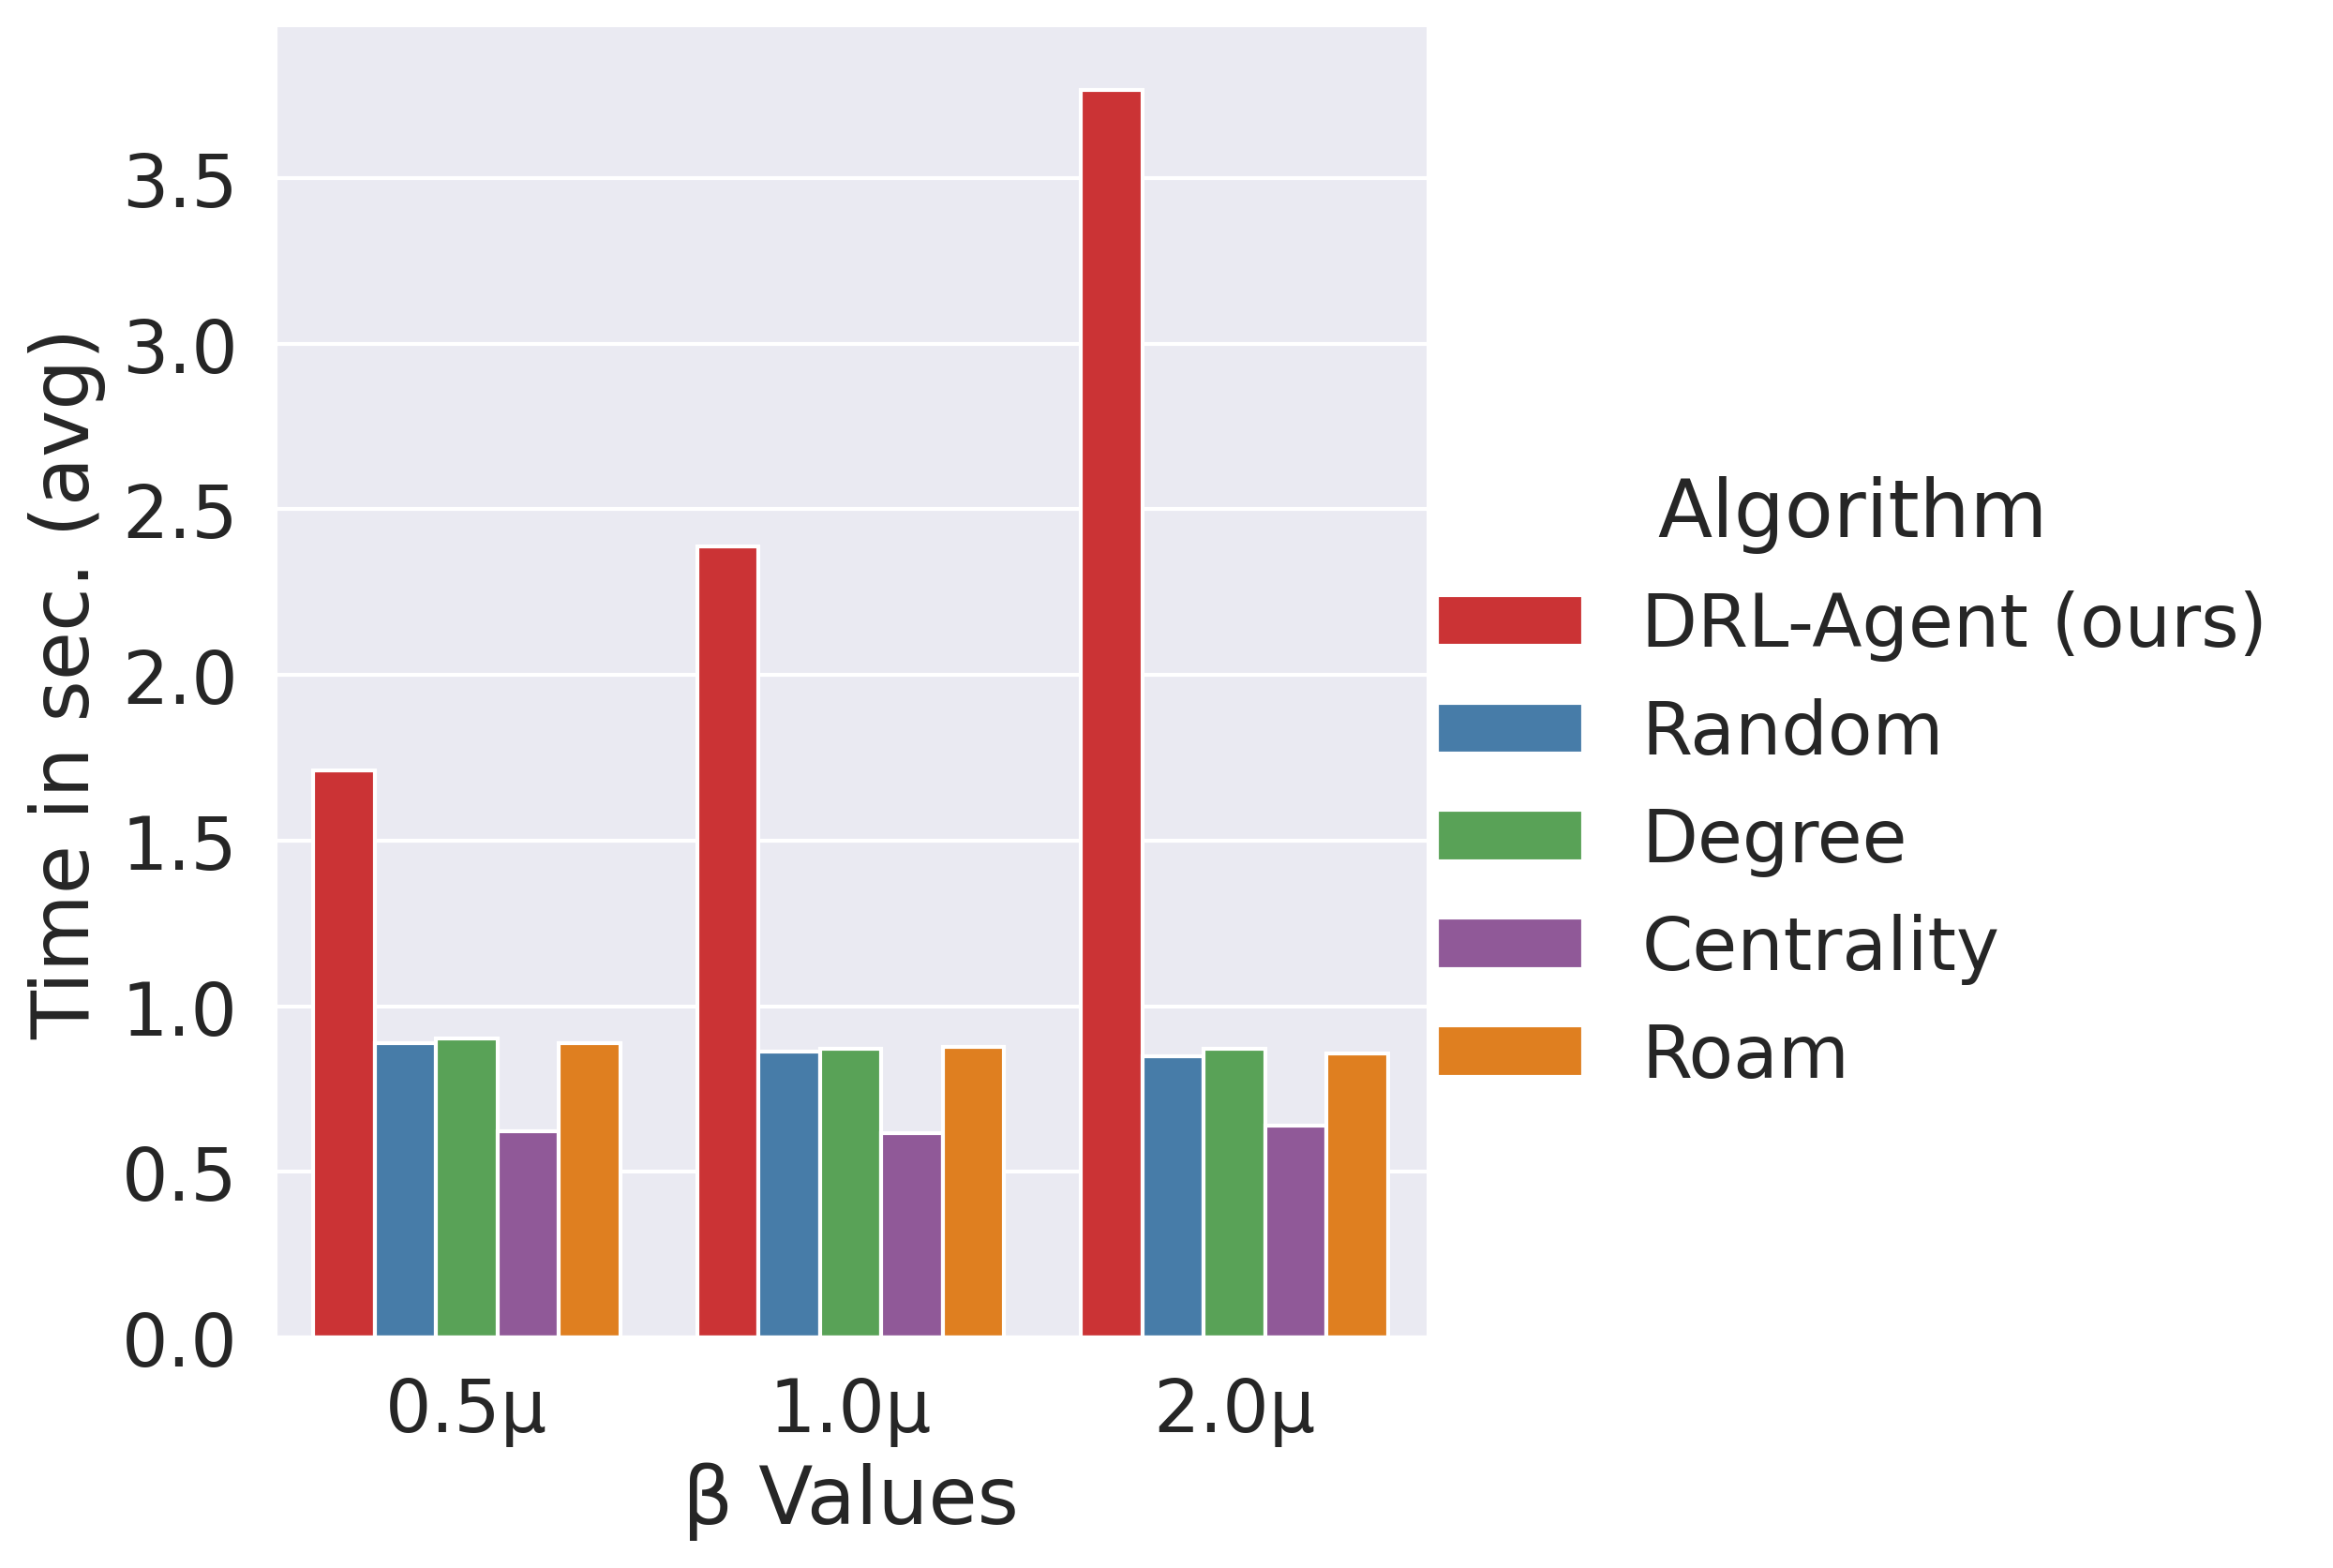 Time in sec. (avg)
3.5
3.0
2.5
2.0
1.5
1.0
0.5
0.0
0.5µ 1.0µ 2.0µ
β Values
Algorithm
DRL-Agent (ours)
Random
Degree
Centrality
Roam